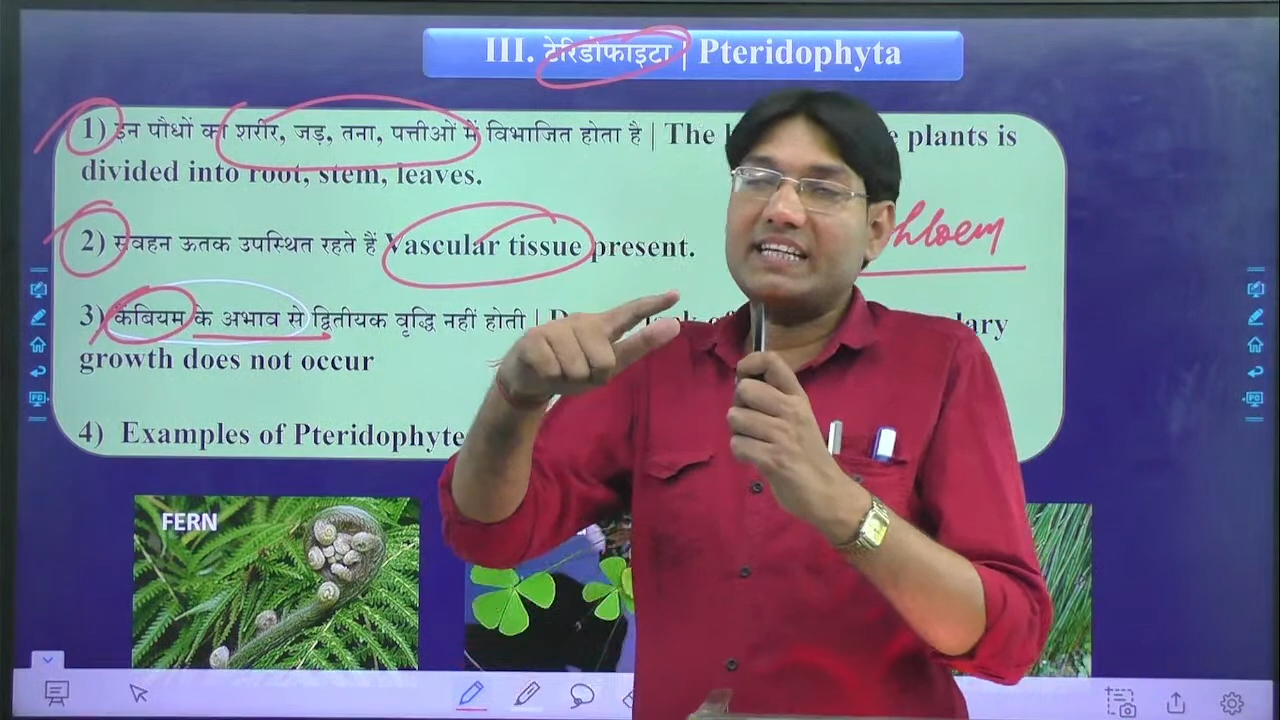 III. टेरिडोफाइटा | Pteridophyta
1) इन पौधों का शरीर, जड़, तना, पत्तीओं में विभाजित होता है | The plants is
divided into root, stem, leaves.
2) संवहन ऊतक उपस्थित रहते हैं Vascular tissue present.
phloem
3) कैंबियम के अभाव से द्वितीयक वृद्धि नहीं होती |
growth does not occur
4) Examples of Pteridophyte
FERN